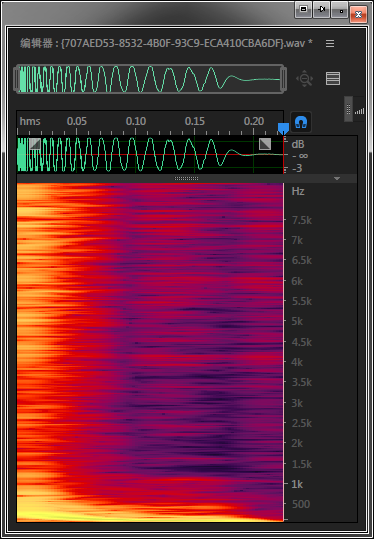 编辑器 : {707AED53-8532-4B0F-93C9-ECA410CBA6DF}.wav *
hms 0.05 0.10 0.15 0.20
dB
- ∞
-3
Hz
7.5k
7k
6.5k
6k
5.5k
5k
4.5k
4k
3.5k
3k
2.5k
2k
1.5k
1k
500